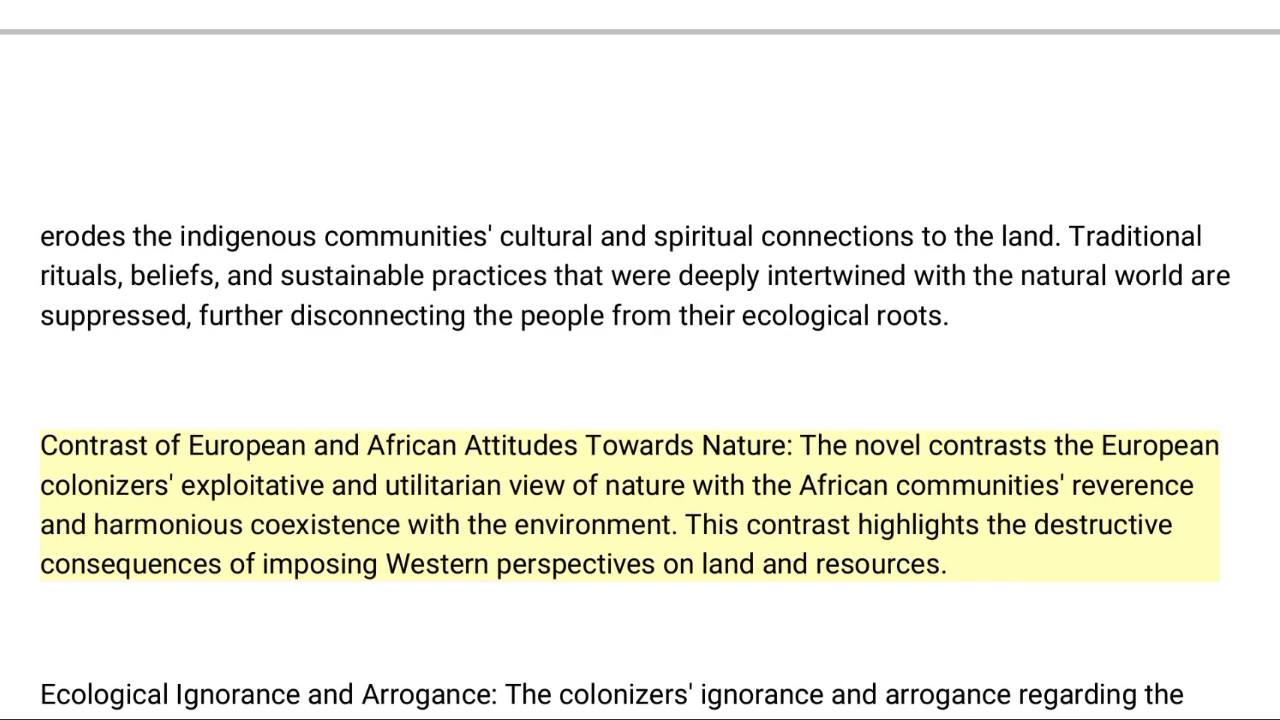 erodes the indigenous communities' cultural and spiritual connections to the land. Traditional
rituals, beliefs, and sustainable practices that were deeply intertwined with the natural world are
suppressed, further disconnecting the people from their ecological roots.
Contrast of European and African Attitudes Towards Nature: The novel contrasts the European
colonizers' exploitative and utilitarian view of nature with the African communities' reverence
and harmonious coexistence with the environment. This contrast highlights the destructive
consequences of imposing Western perspectives on land and resources.
Ecological Ignorance and Arrogance: The colonizers' ignorance and arrogance regarding the